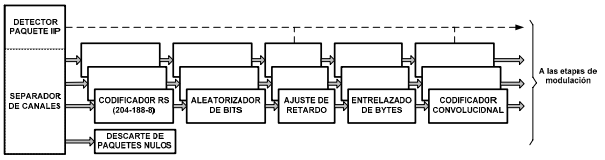 DETECTOR
PAQUETE IIP
SEPARADOR
DE CANALES
CODIFICADOR RS
(204-188-8)
ALEATORIZADOR
DE BITS
AJUSTE DE
RETARDO
ENTRELAZADO
DE BYTES
CODIFICADOR
CONVOLUCIONAL
DESCARTE DE
PAQUETES NULOS
A las etapas de
modulación